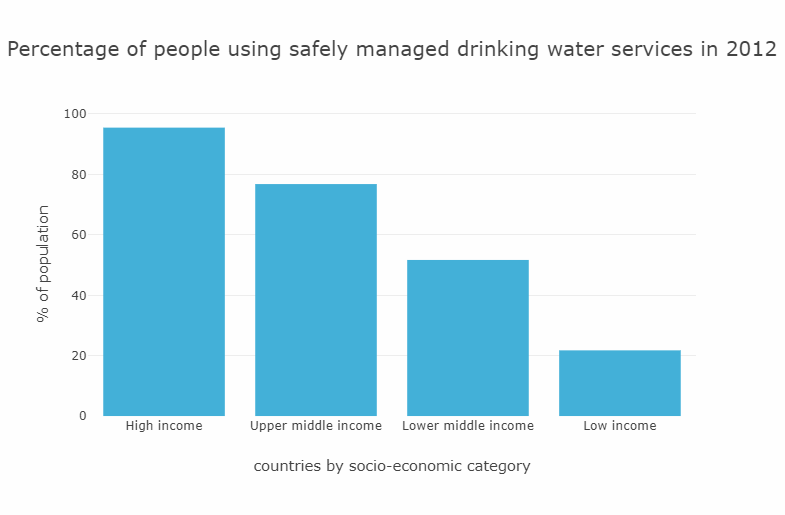 Percentage of people using safely managed drinking water services in 2012
% of population
100
80
60
40
20
0
High income Upper middle income Lower middle income Low income
countries by socio-economic category